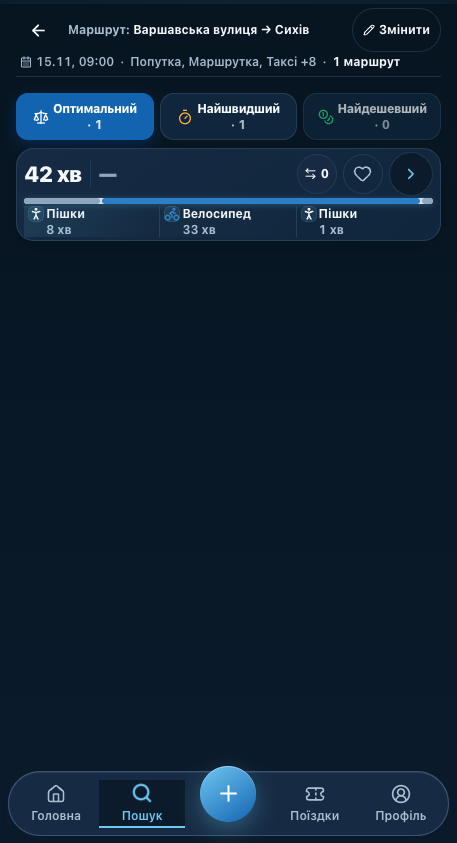 Маршрут: Варшавська вулиця → Сихів
Змінити
15.11, 09:00 · Попутка, Маршрутка, Таксі +8 · 1 маршрут
Оптимальний
· 1
Найшвидший
· 1
Найдешевший
· 0
42 хв
—
0
Пішки
8 хв
Велосипед
33 хв
Пішки
1 хв
Головна
Пошук
Поїздки
Профіль